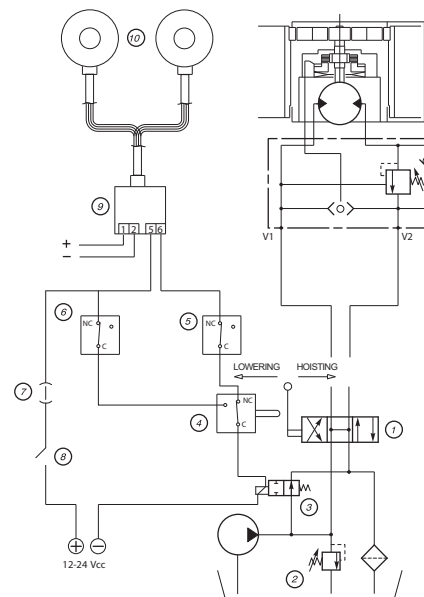 10
9
1 2 5 6
+
−
V1
V2
6
NC
C
5
NC
C
LOWERING HOISTING
7
4
NC
C
1
8
3
+ −
2
12-24 Vcc